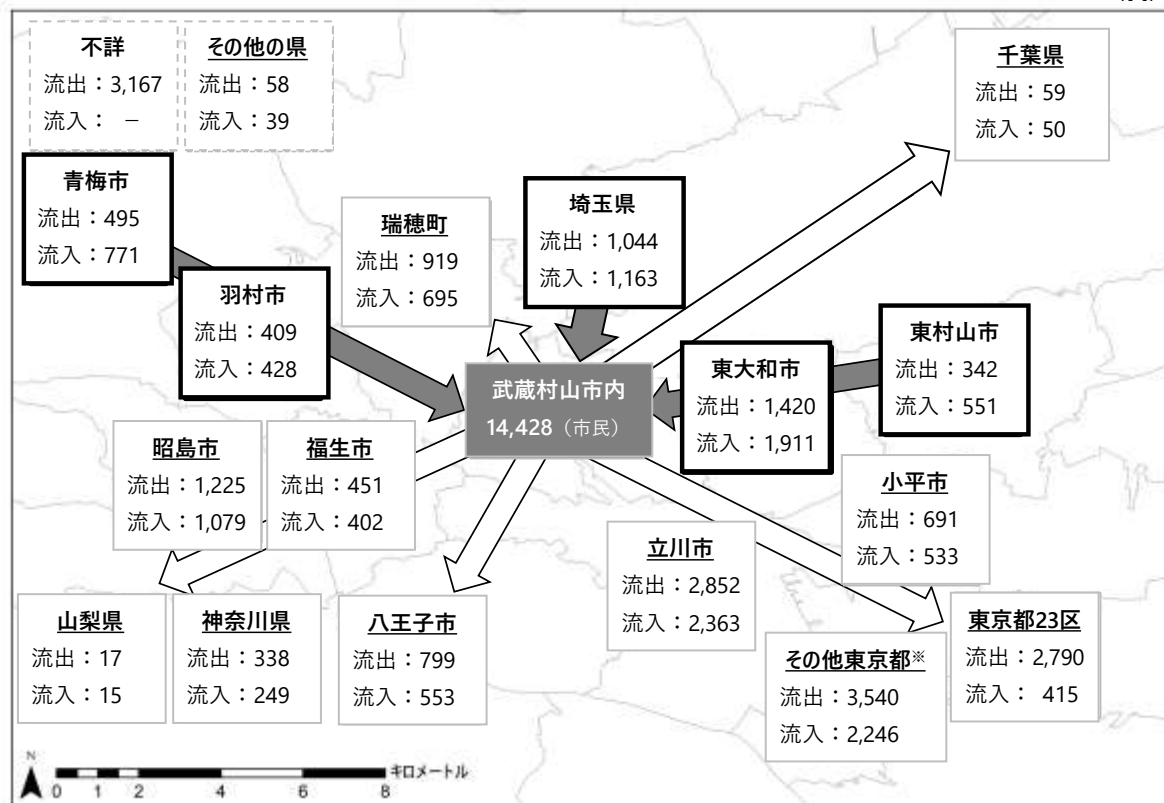 不詳
流出：3,167
流入： －
その他の県
流出：58
流入：39
千葉県
流出：59
流入：50
青梅市
流出：495
流入：771
瑞穂町
流出：919
流入：695
埼玉県
流出：1,044
流入：1,163
羽村市
流出：409
流入：428
東村山市
流出：342
流入：551
東大和市
流出：1,420
流入：1,911
武蔵村山市内
14,428（市民）
昭島市
流出：1,225
流入：1,079
福生市
流出：451
流入：402
小平市
流出：691
流入：533
立川市
流出：2,852
流入：2,363
山梨県
流出：17
流入：15
神奈川県
流出：338
流入：249
八王子市
流出：799
流入：553
その他東京都※
流出：3,540
流入：2,246
東京都23区
流出：2,790
流入： 415
N
0 1 2 4 6 8 キロメートル